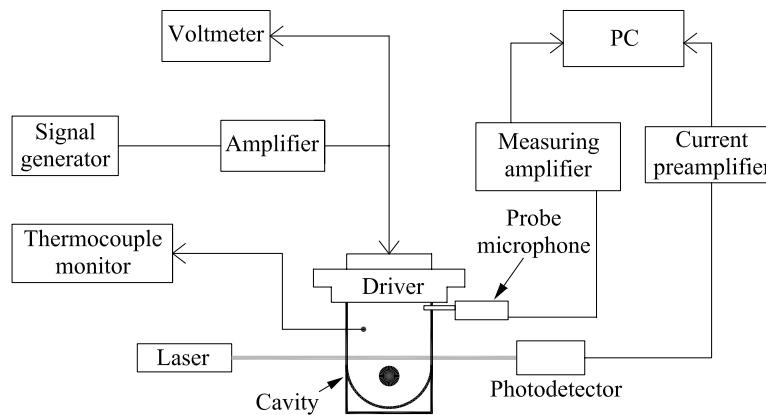 Voltmeter
PC
Signal
generator
Amplifier
Measuring
amplifier
Current
preamplifier
Thermocouple
monitor
Probe
microphone
Driver
Laser
Cavity
Photodetector